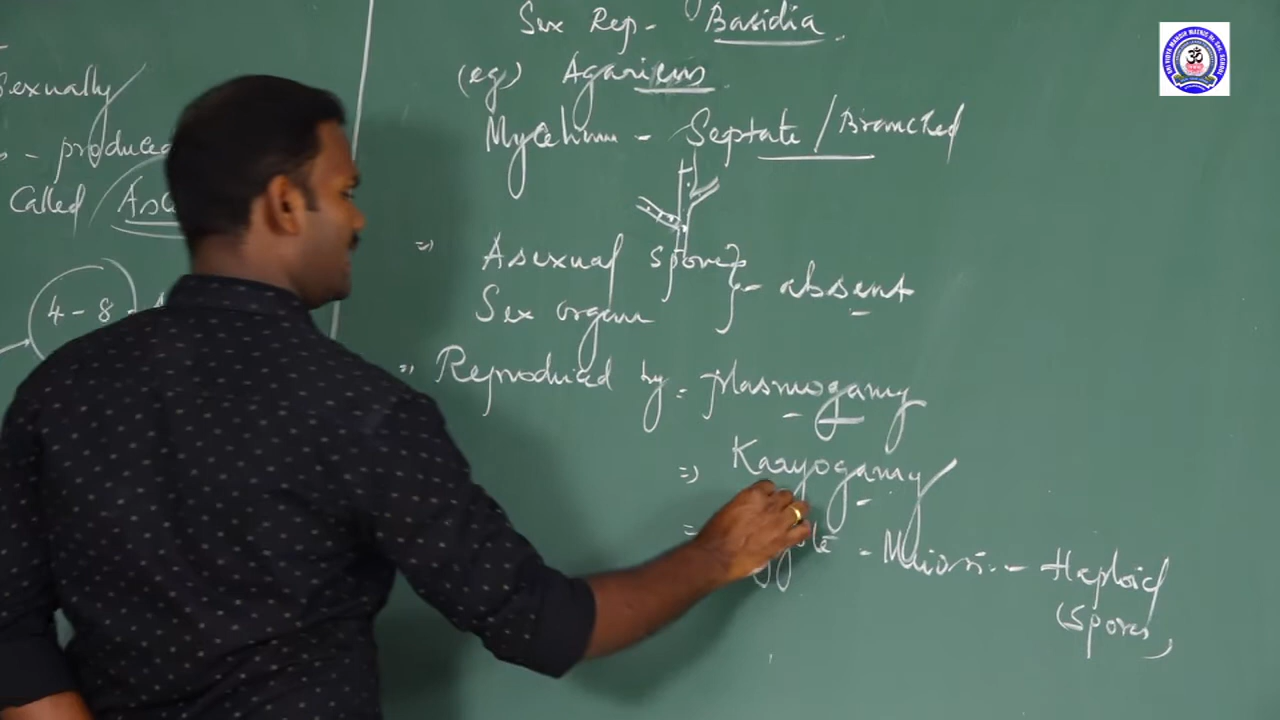 Sexually
- produced
Called
4-8
Sex Rep - Basidia
(eg) Agaricus
Mycelium - Septate / Branched
⇒ Asexual spores
Sex organ } - absent
⇒ Reproduced by = plasmogamy
⇒ Karyogamy
= - Meiosis - Haploid
(Spores)